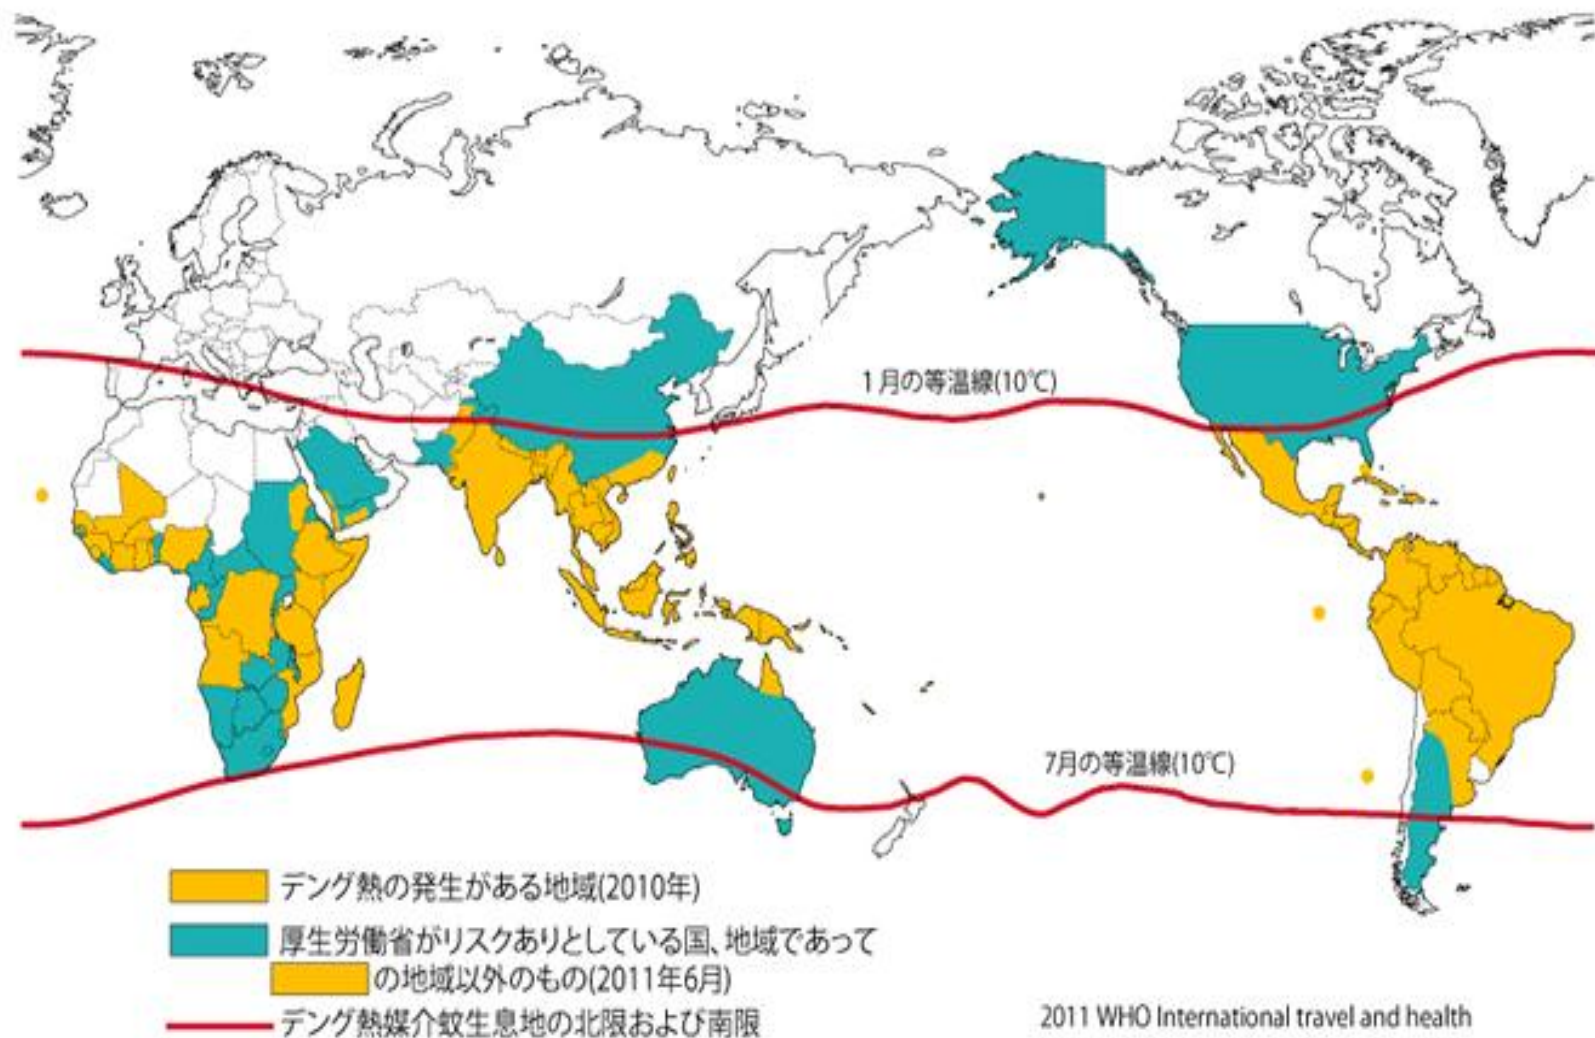 1月の等温線(10℃)
7月の等温線(10℃)
デング熱の発生がある地域(2010年)
厚生労働省がリスクありとしている国、地域であって
の地域以外のもの(2011年6月)
デング熱媒介蚊生息地の北限および南限
2011 WHO International travel and health